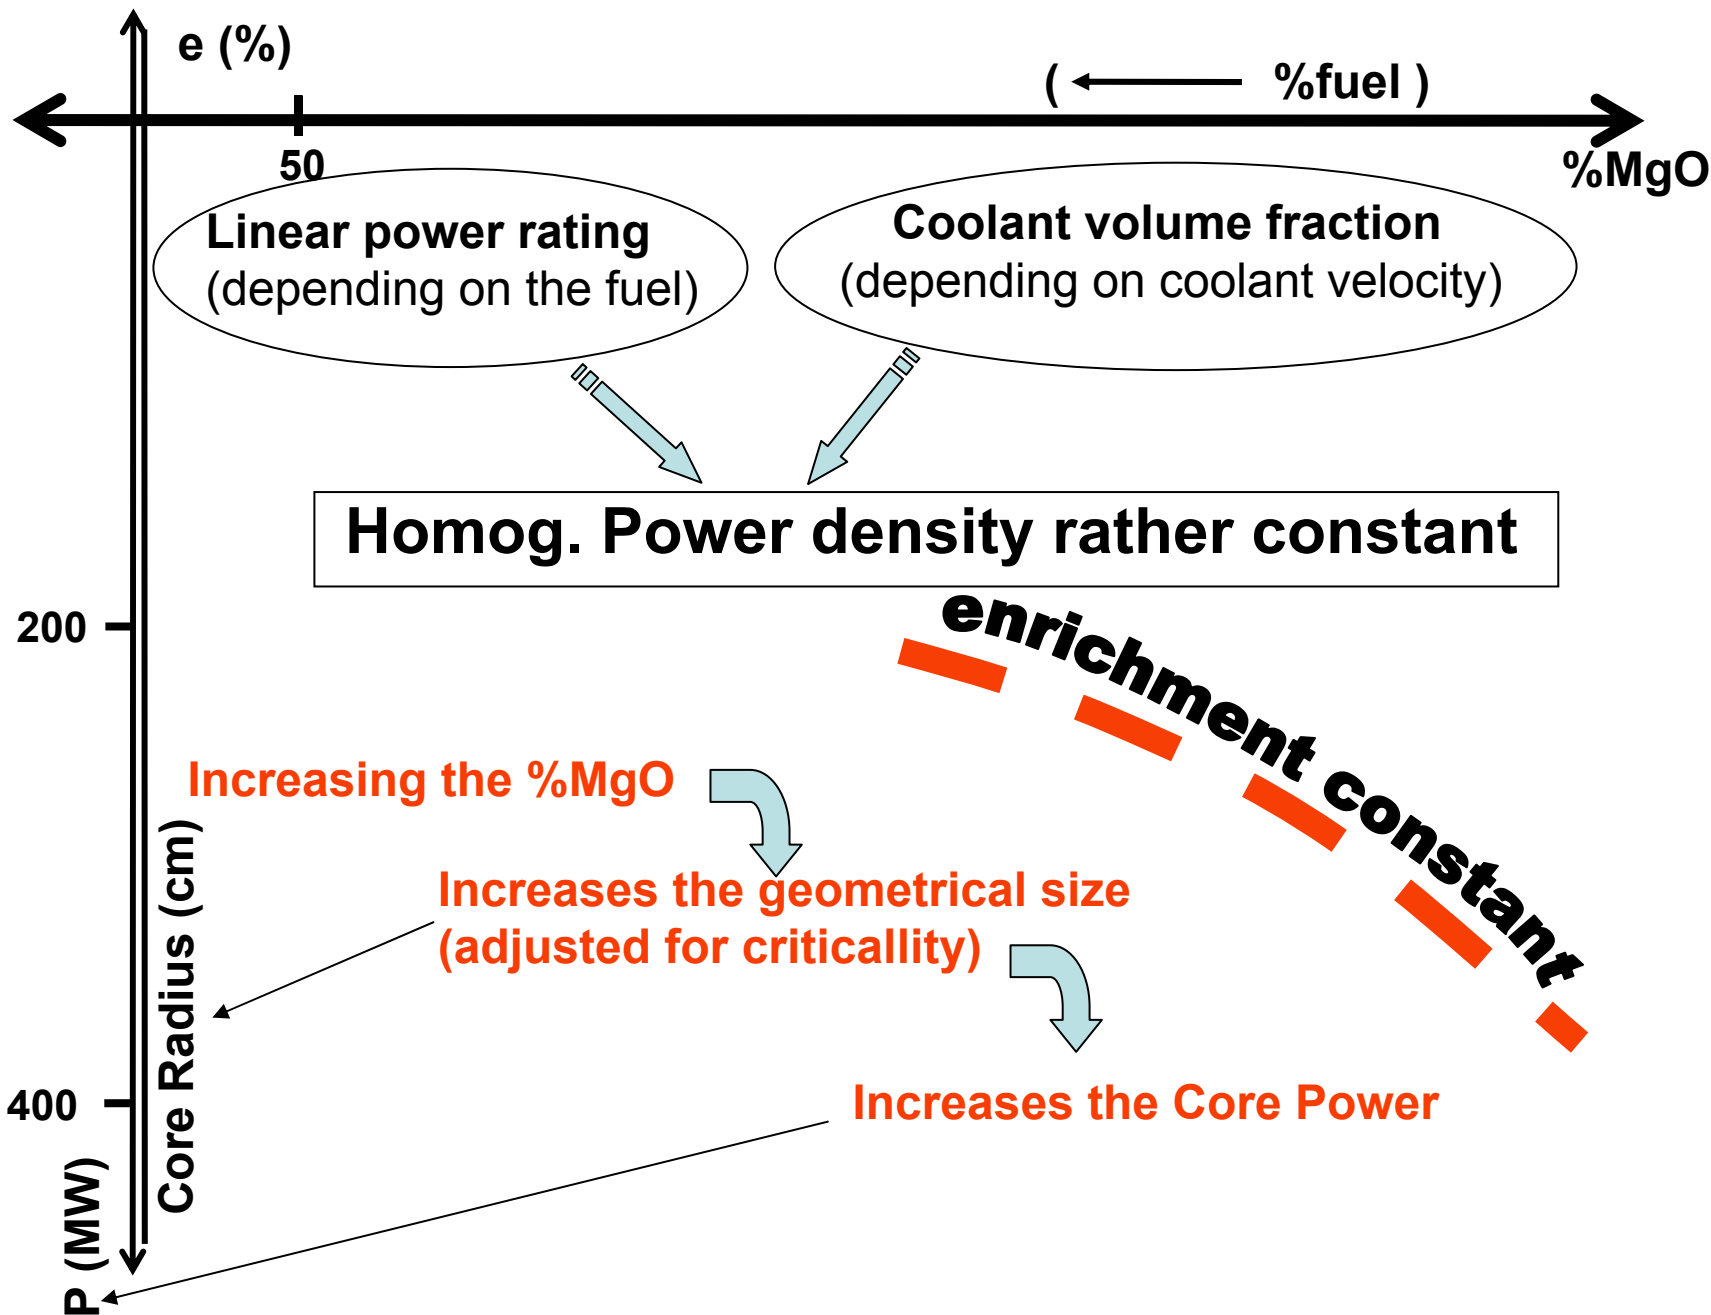 e (%)
( %fuel )
50
%MgO
Linear power rating
(depending on the fuel)
Coolant volume fraction
(depending on coolant velocity)
Homog. Power density rather constant
enrichment constant
200
Increasing the %MgO
Increases the geometrical size
(adjusted for criticallity)
Core Radius (cm)
400
Increases the Core Power
P (MW)